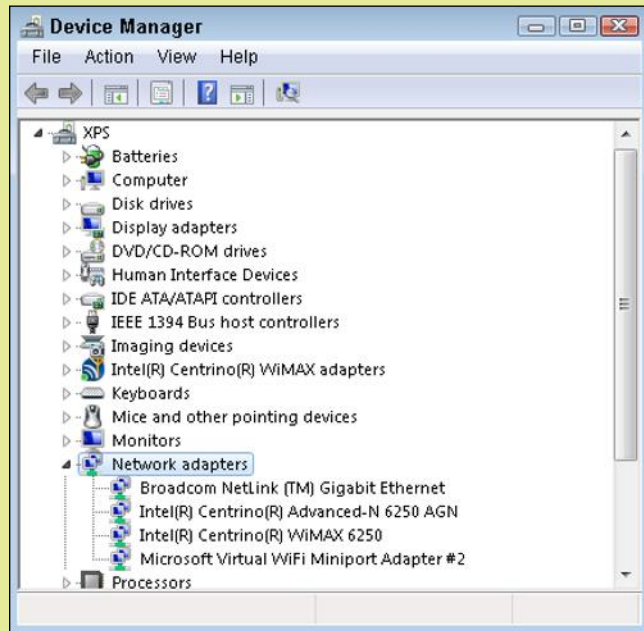 Device Manager
File Action View Help
XPS
Batteries
Computer
Disk drives
Display adapters
DVD/CD-ROM drives
Human Interface Devices
IDE ATA/ATAPI controllers
IEEE 1394 Bus host controllers
Imaging devices
Intel(R) Centrino(R) WiMAX adapters
Keyboards
Mice and other pointing devices
Monitors
Network adapters
Broadcom NetLink (TM) Gigabit Ethernet
Intel(R) Centrino(R) Advanced-N 6250 AGN
Intel(R) Centrino(R) WiMAX 6250
Microsoft Virtual WiFi Miniport Adapter #2
Processors